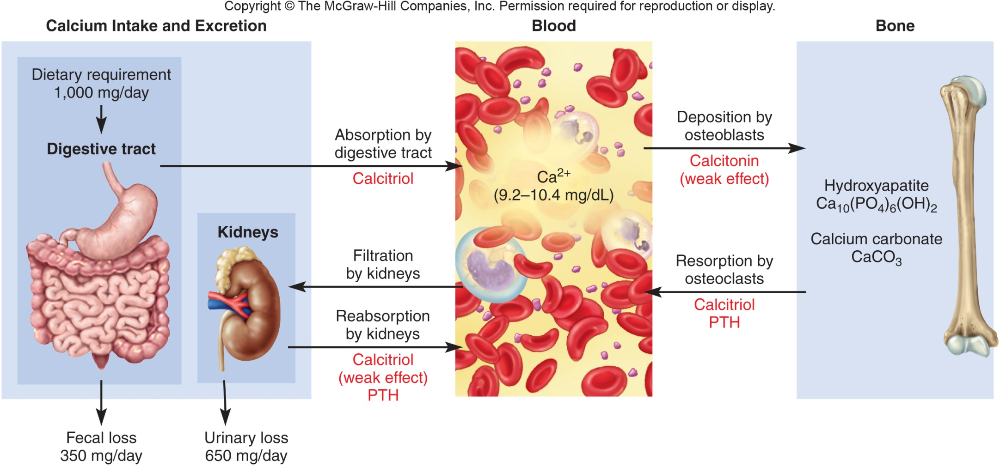 Copyright © The McGraw-Hill Companies, Inc. Permission required for reproduction or display.
Calcium Intake and Excretion
Blood
Bone
Dietary requirement
1,000 mg/day
Digestive tract
Kidneys
Fecal loss
350 mg/day
Urinary loss
650 mg/day
Absorption by
digestive tract
Calcitriol
Filtration
by kidneys
Reabsorption
by kidneys
Calcitriol
(weak effect)
PTH
Ca²⁺
(9.2–10.4 mg/dL)
Deposition by
osteoblasts
Calcitonin
(weak effect)
Resorption by
osteoclasts
Calcitriol
PTH
Hydroxyapatite
Ca₁₀(PO₄)₆(OH)₂
Calcium carbonate
CaCO₃